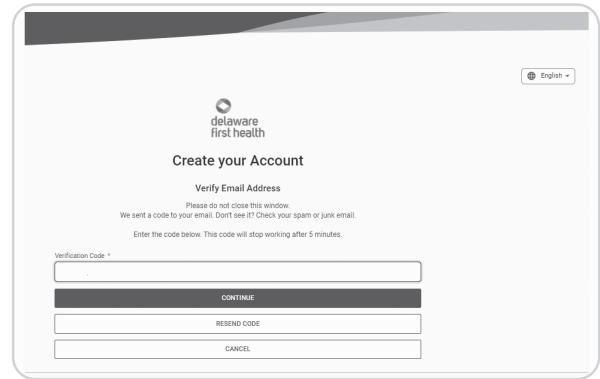 English
delaware
first health
Create your Account
Verify Email Address
Please do not close this window.
We sent a code to your email. Don't see it? Check your spam or junk email.
Enter the code below. This code will stop working after 5 minutes.
Verification Code *
CONTINUE
RESEND CODE
CANCEL